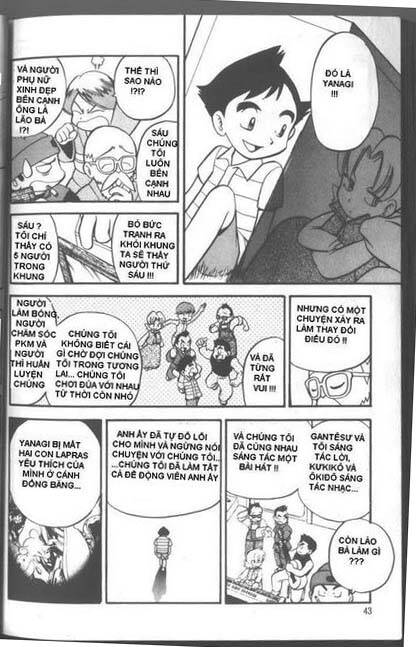 ĐÓ LÀ
YANAGI
!!!
THẾ THÌ
SAO NÀO
!?!?
VÀ NGƯỜI
PHỤ NỮ
XINH ĐẸP
BÊN CẠNH
ÔNG LÀ
LÃO BÀ
!?!
SÁU
CHÚNG
TÔI
LUÔN
BÊN
CẠNH
NHAU
BỎ BỨC
TRANH RA
KHỎI KHUNG
TA SẼ THẤY
NGƯỜI THỨ
SÁU !!!
SÁU ?
TÔI CHỈ
THẤY CÓ
5 NGƯỜI
TRONG
KHUNG
NHƯNG CÓ MỘT
CHUYỆN XẢY RA
LÀM THAY ĐỔI
ĐIỀU ĐÓ !!
VÀ ĐÃ
TỪNG
RẤT
VUI !!!
CHÚNG TÔI
KHÔNG BIẾT CÁI
GÌ CHỜ ĐỢI CHÚNG
TÔI TRONG TƯƠNG
LAI... CHÚNG TÔI
CHƠI ĐÙA VỚI NHAU
TỪ THỜI CÒN NHỎ
NGƯỜI
LÀM BÓNG,
NGƯỜI
CHĂM SÓC
PKM VÀ
NGƯỜI
THÌ HUẤN
LUYỆN
CHÚNG
GANTÊSƯ VÀ
TÔI SÁNG
TÁC LỜI,
KƯKIKÔ VÀ
ÔKIĐÔ SÁNG
TÁC NHẠC...
VÀ CHÚNG TÔI
ĐÃ CÙNG NHAU
SÁNG TÁC MỘT
BÀI HÁT !!
CÒN LÃO
BÀ LÀM GÌ
???
ANH ẤY ĐÃ TỰ ĐỔ LỖI
CHO MÌNH VÀ NGỪNG NÓI
CHUYỆN VỚI CHÚNG TÔI...
...CHÚNG TÔI ĐÃ LÀM TẤT
CẢ ĐỂ ĐỘNG VIÊN ANH ẤY
YANAGI BỊ MẤT
HAI CON LAPRAS
YÊU THÍCH CỦA
MÌNH Ở CÁNH
ĐỒNG BĂNG...
43